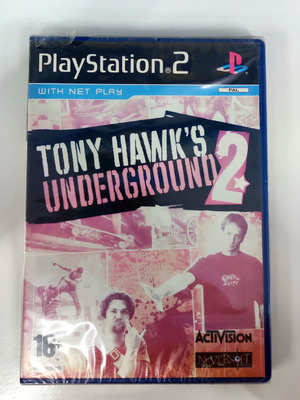 PlayStation®2
WITH NET PLAY
PAL
TONY HAWK'S
UNDERGROUND 2
ACTIVISION
NEVERSOFT
16+